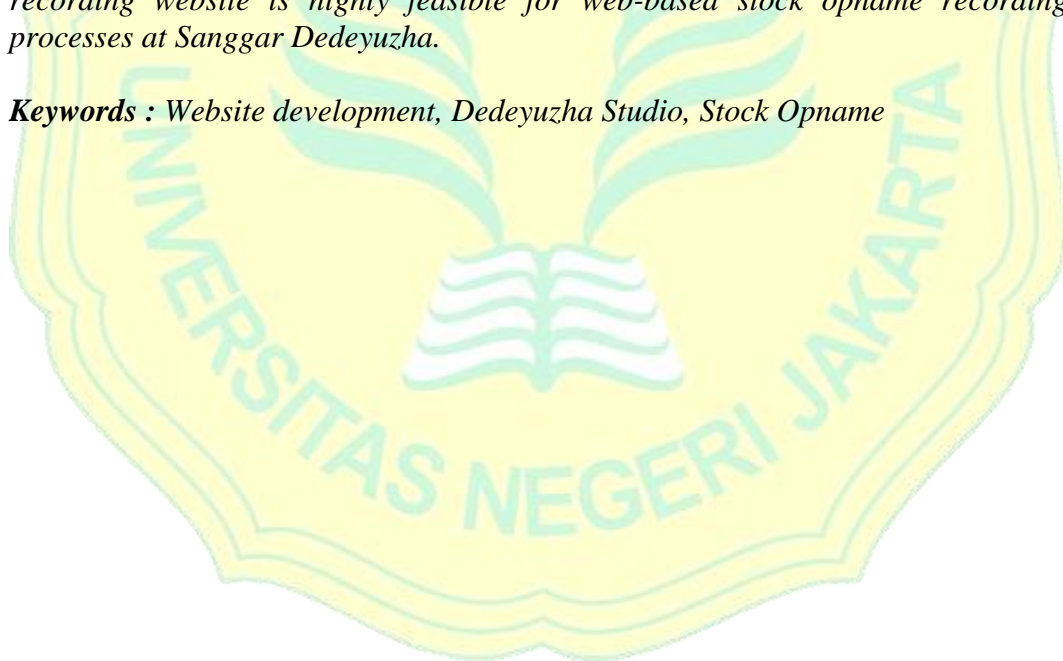 recording website is highly feasible for web-based stock opname recording
processes at Sanggar Dedeyuzha.
Keywords : Website development, Dedeyuzha Studio, Stock Opname
UNIVERSITAS NEGERI JAKARTA